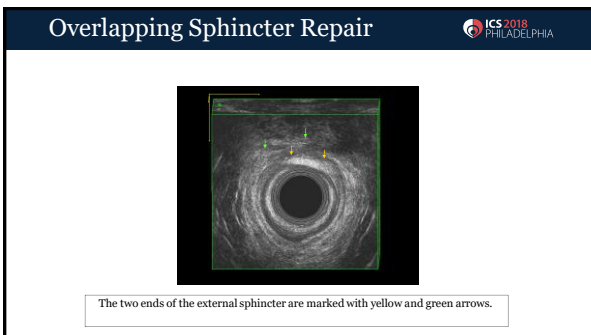 Overlapping Sphincter Repair
ICS 2018
PHILADELPHIA
The two ends of the external sphincter are marked with yellow and green arrows.